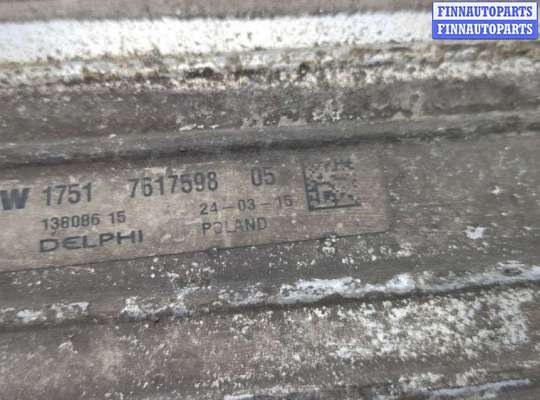 FINNAUTOPARTS
FINNAUTOPARTS
W 1751 7617598 05
138086 15 24-03-15
DELPHI POLAND